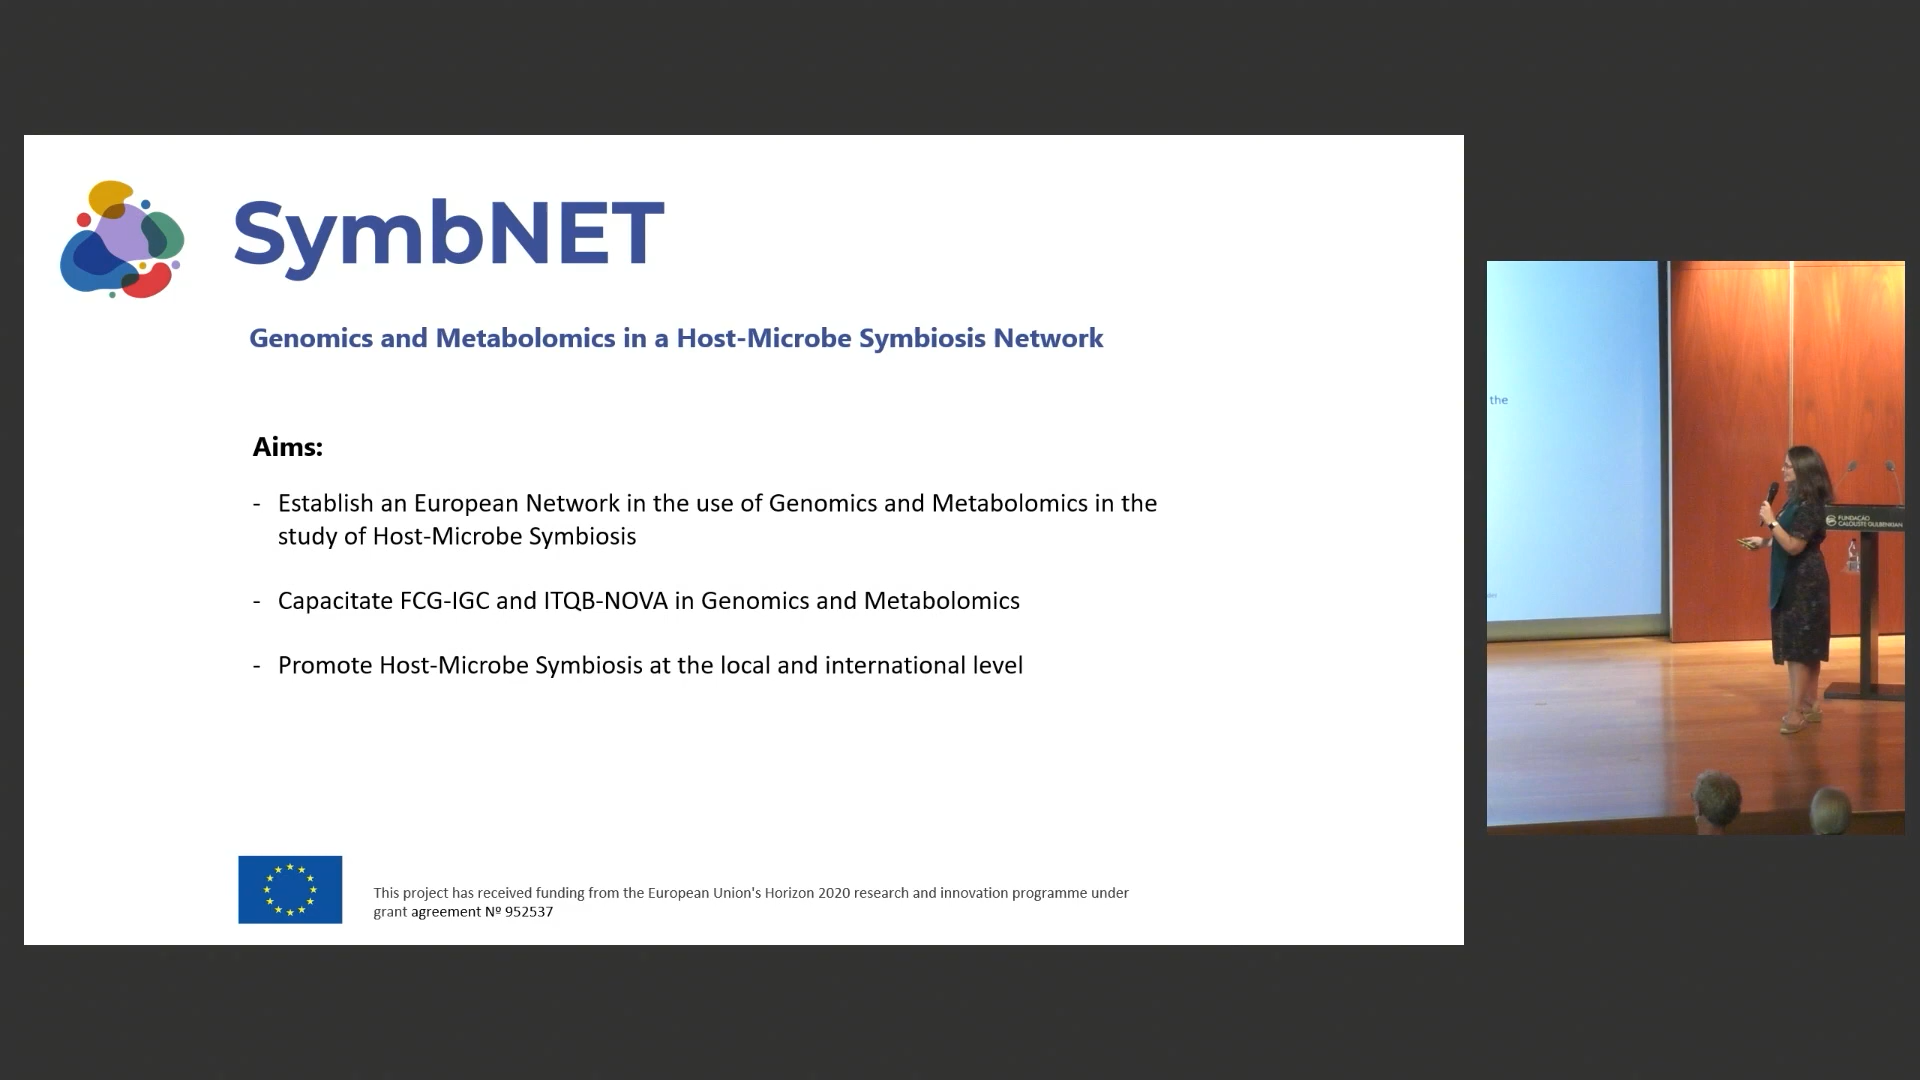 SymbNET
Genomics and Metabolomics in a Host-Microbe Symbiosis Network
Aims:
- Establish an European Network in the use of Genomics and Metabolomics in the
study of Host-Microbe Symbiosis
- Capacitate FCG-IGC and ITQB-NOVA in Genomics and Metabolomics
- Promote Host-Microbe Symbiosis at the local and international level
This project has received funding from the European Union's Horizon 2020 research and innovation programme under
grant agreement Nº 952537
the
FUNDAÇÃO
CALOUSTE GULBENKIAN